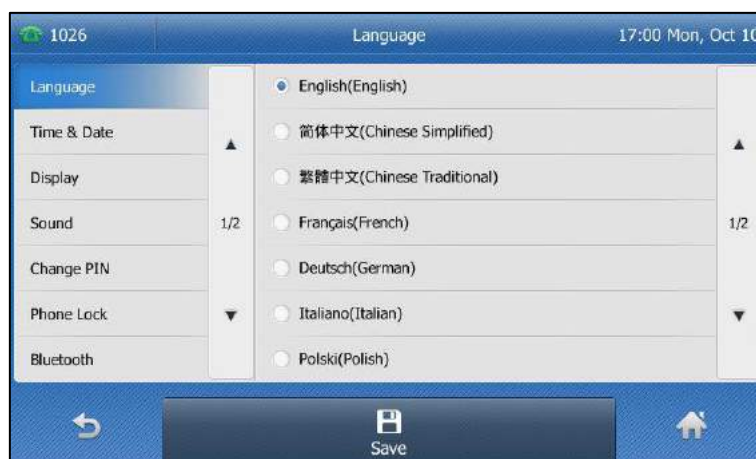 1026
Language
17:00 Mon, Oct 10
Language
Time & Date
Display
Sound
Change PIN
Phone Lock
Bluetooth
1/2
English(English)
简体中文(Chinese Simplified)
繁體中文(Chinese Traditional)
Français(French)
Deutsch(German)
Italiano(Italian)
Polski(Polish)
1/2
Save